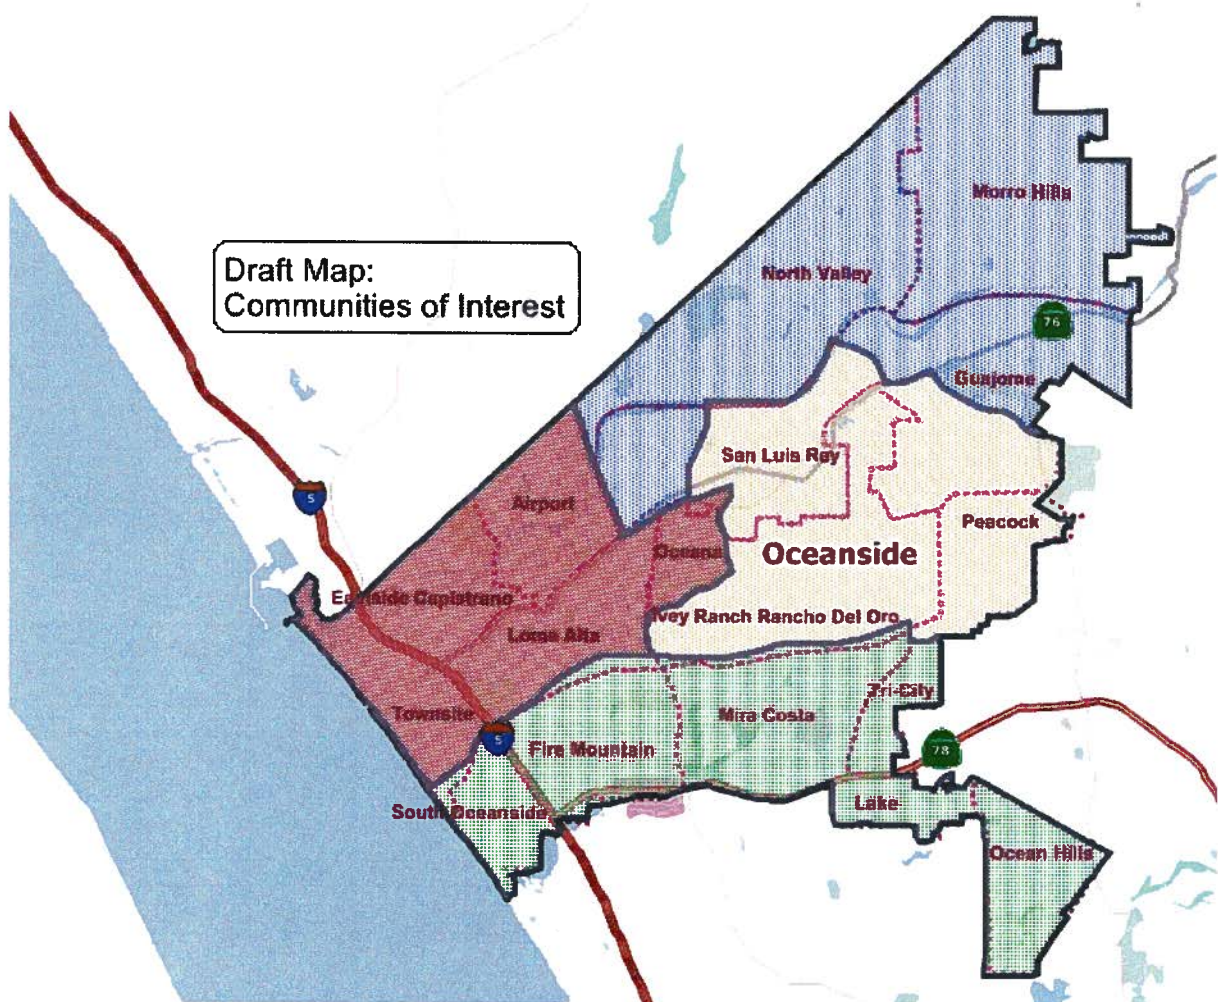 Morro Hills
Draft Map:
Communities of Interest
North Valley
76
Guajome
San Luis Rey
5
Airport
Peacock
Oceana
Oceanside
Eastside Capistrano
Ivey Ranch Rancho Del Oro
Loma Alta
Tri-City
Townsite
Mira Costa
5
Fire Mountain
78
Lake
South Oceanside
Ocean Hills